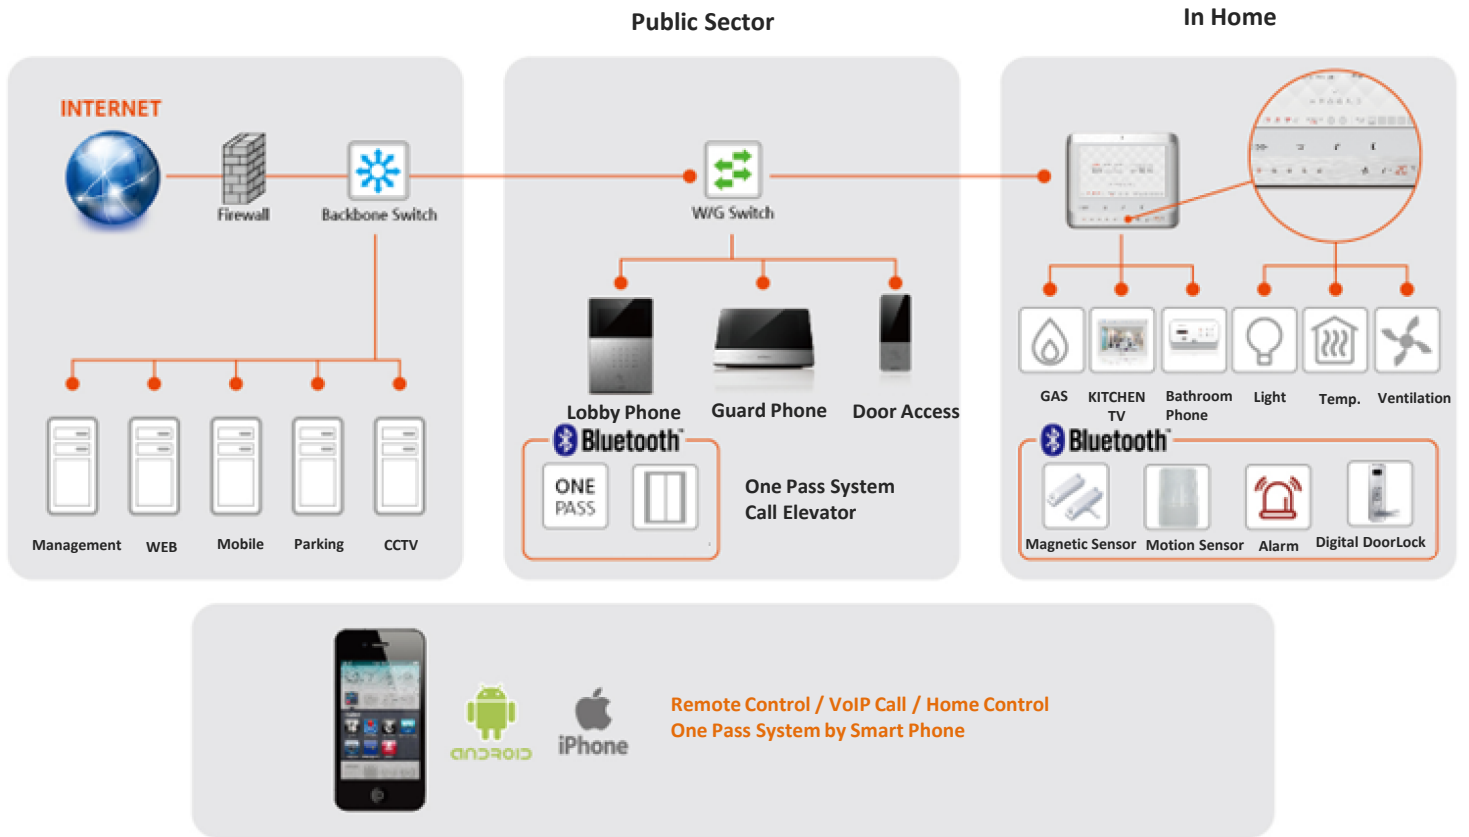 Public Sector
In Home
INTERNET
Firewall
Backbone Switch
Management
WEB
Mobile
Parking
CCTV
W/G Switch
Lobby Phone
Guard Phone
Door Access
Bluetooth™
ONE
PASS
One Pass System
Call Elevator
GAS
KITCHEN
TV
Bathroom
Phone
Light
Temp.
Ventilation
Bluetooth™
Magnetic Sensor
Motion Sensor
Alarm
Digital DoorLock
ANDROID
iPhone
Remote Control / VoIP Call / Home Control
One Pass System by Smart Phone